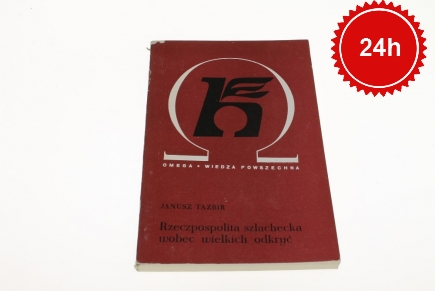 24h
OMEGA • WIEDZA POWSZECHNA
JANUSZ TAZBIR
Rzeczpospolita szlachecka
wobec wielkich odkryć